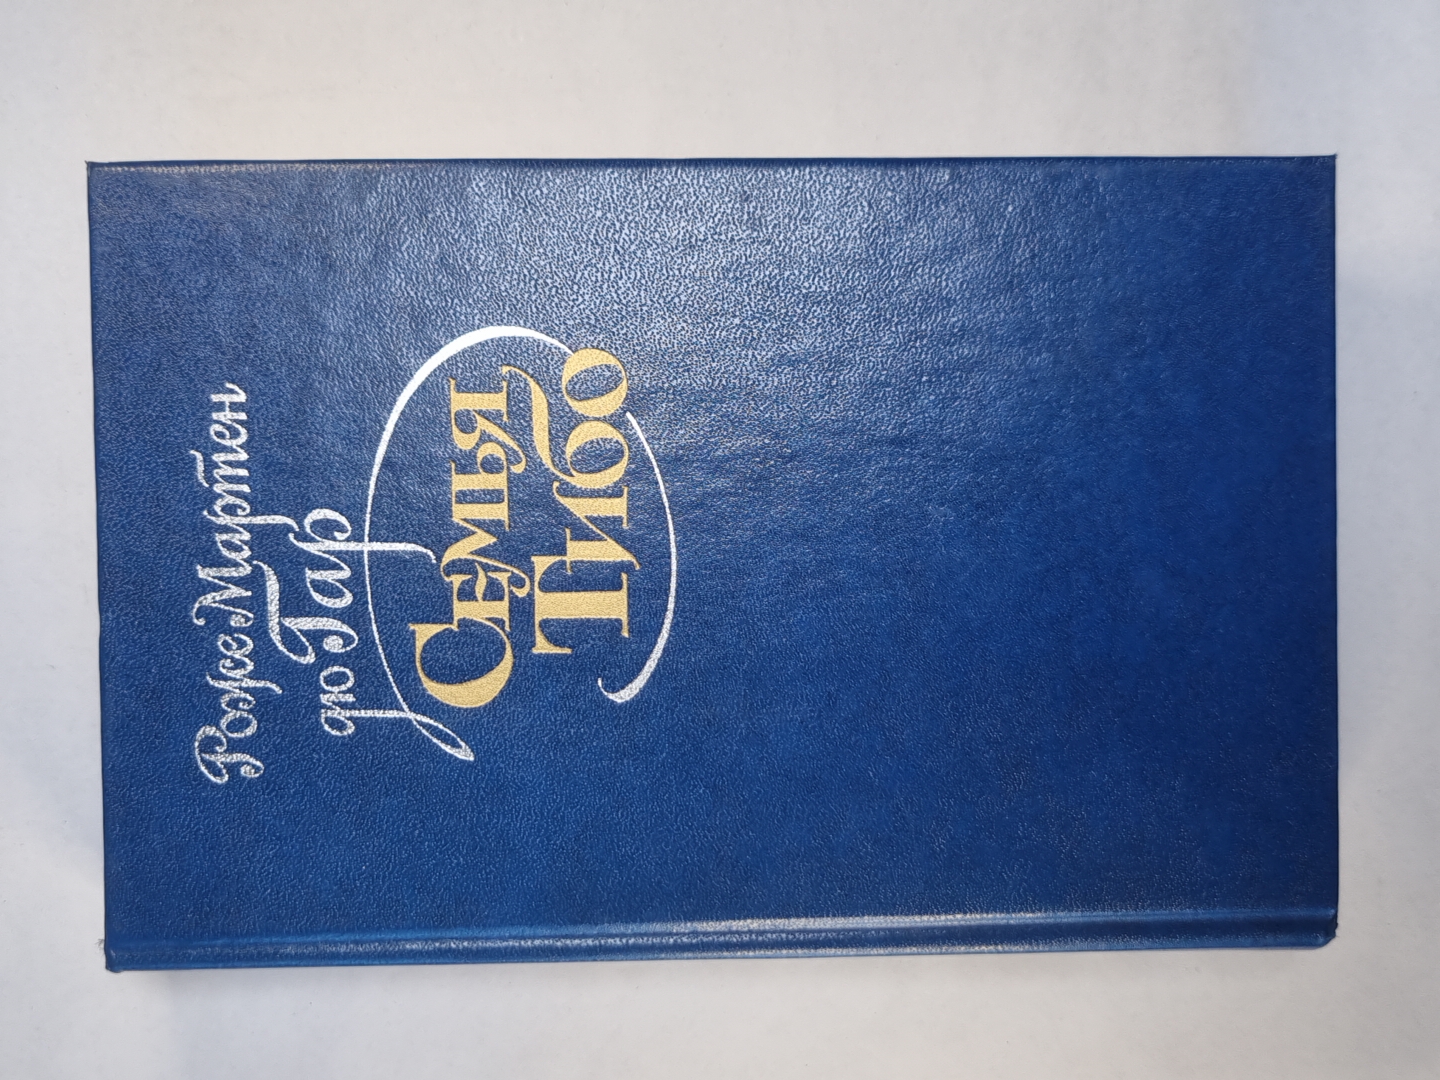 Роже Мартен
дю Гар
Семья
Тибо